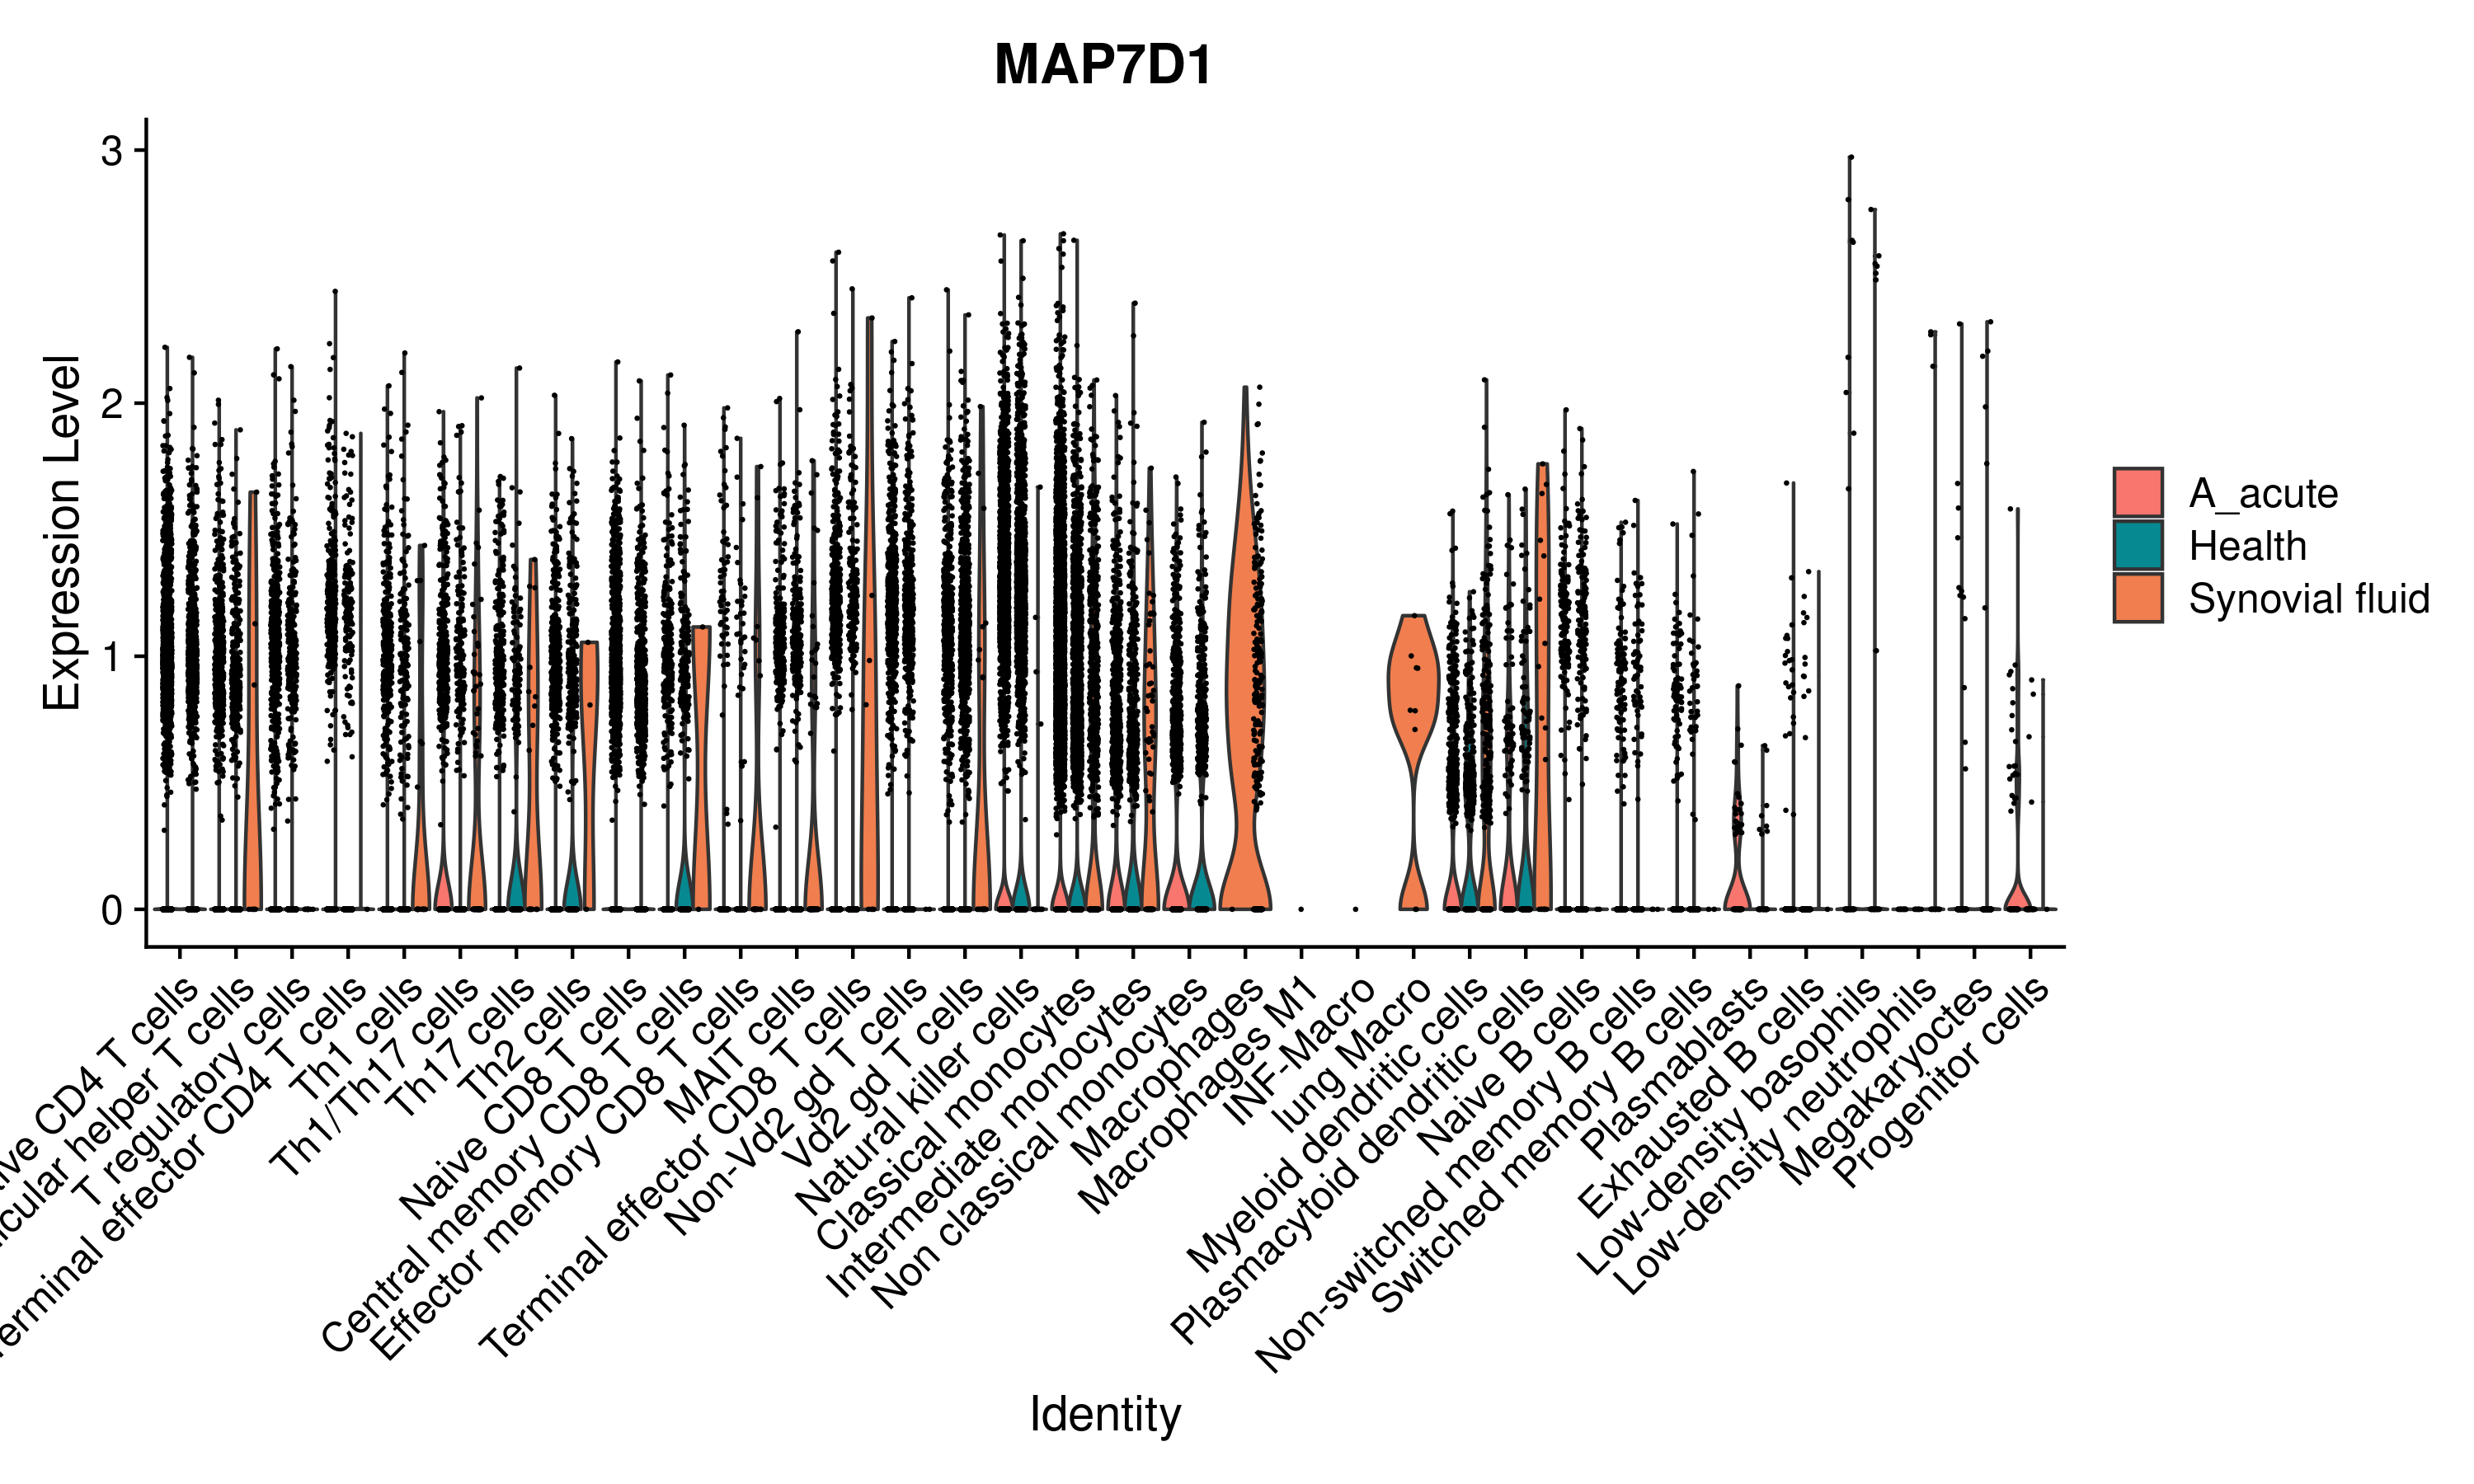 MAP7D1
Expression Level
3
2
1
0
T regulatory cells
Th1 cells
Th1/Th17 cells
Th17 cells
Th2 cells
Naive CD8 T cells
Central memory CD8 T cells
Effector memory CD8 T cells
Terminal effector CD8 T cells
MAIT cells
Non-Vd2 gd T cells
Vd2 gd T cells
Natural killer cells
Classical monocytes
Intermediate monocytes
Non classical monocytes
Macrophages
Macrophages M1
INF-Macro
lung Macro
Myeloid dendritic cells
Plasmacytoid dendritic cells
Naive B cells
Non-switched memory B cells
Switched memory B cells
Plasmablasts
Exhausted B cells
Low-density basophils
Low-density neutrophils
Megakaryocytes
Progenitor cells
CD4 T cells
helper T cells
effector CD4 T cells
Identity
A_acute
Health
Synovial fluid